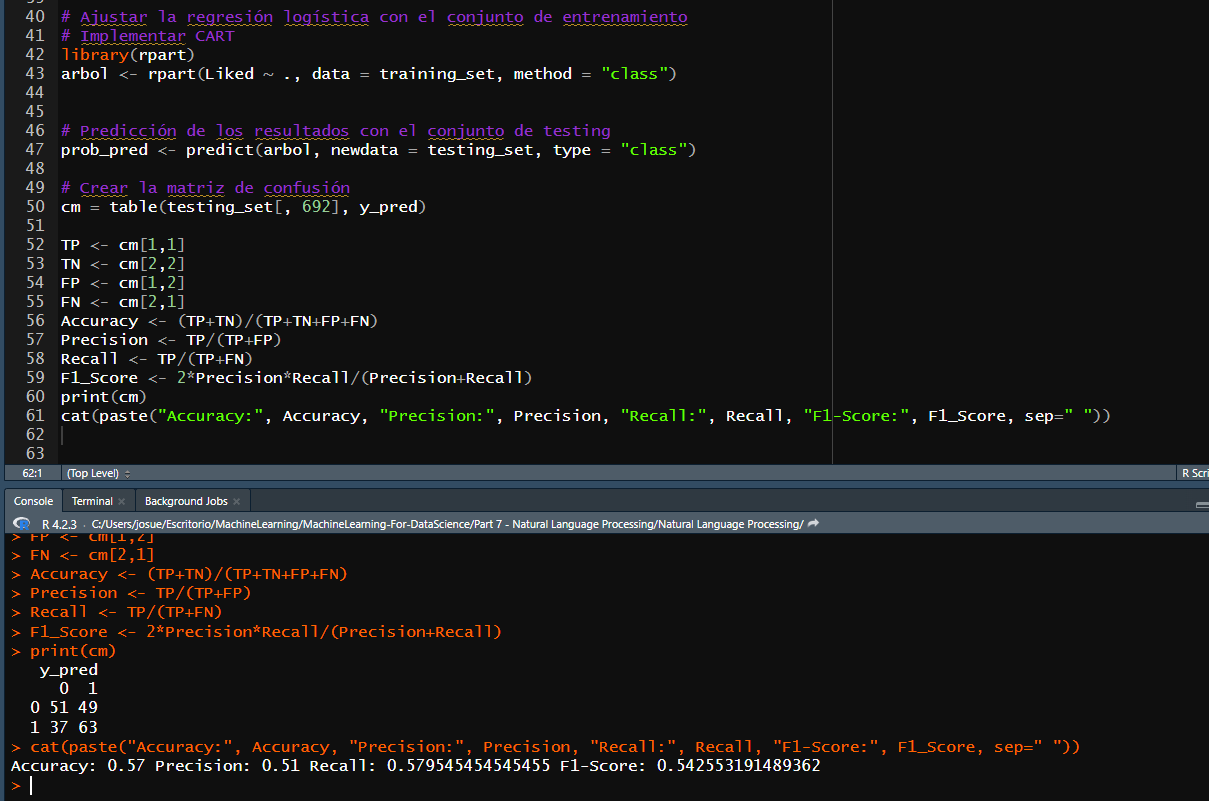 40 # Ajustar la regresión logística con el conjunto de entrenamiento
41 # Implementar CART
42 library(rpart)
43 arbol <- rpart(Liked ~ ., data = training_set, method = "class")
44
45
46 # Predicción de los resultados con el conjunto de testing
47 prob_pred <- predict(arbol, newdata = testing_set, type = "class")
48
49 # Crear la matriz de confusión
50 cm = table(testing_set[, 692], y_pred)
51
52 TP <- cm[1,1]
53 TN <- cm[2,2]
54 FP <- cm[1,2]
55 FN <- cm[2,1]
56 Accuracy <- (TP+TN)/(TP+TN+FP+FN)
57 Precision <- TP/(TP+FP)
58 Recall <- TP/(TP+FN)
59 F1_Score <- 2*Precision*Recall/(Precision+Recall)
60 print(cm)
61 cat(paste("Accuracy:", Accuracy, "Precision:", Precision, "Recall:", Recall, "F1-Score:", F1_Score, sep=" "))
62
63
62:1 (Top Level) R Scri
Console Terminal Background Jobs
R 4.2.3 · C:/Users/josue/Escritorio/MachineLearning/MachineLearning-For-DataScience/Part 7 - Natural Language Processing/Natural Language Processing/
> FP <- cm[1,2]
> FN <- cm[2,1]
> Accuracy <- (TP+TN)/(TP+TN+FP+FN)
> Precision <- TP/(TP+FP)
> Recall <- TP/(TP+FN)
> F1_Score <- 2*Precision*Recall/(Precision+Recall)
> print(cm)
   y_pred
     0  1
  0 51 49
  1 37 63
> cat(paste("Accuracy:", Accuracy, "Precision:", Precision, "Recall:", Recall, "F1-Score:", F1_Score, sep=" "))
Accuracy: 0.57 Precision: 0.51 Recall: 0.579545454545455 F1-Score: 0.542553191489362
>